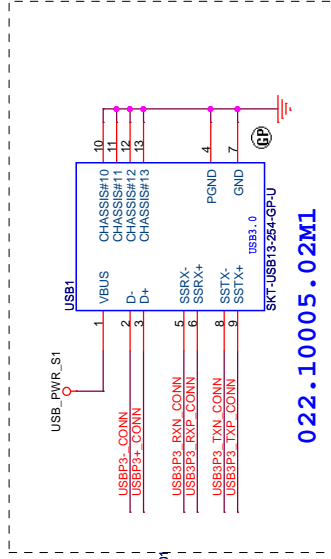 USB1
USB_PWR_S1
1 VBUS CHASSIS#10 10
CHASSIS#11 11
USBP3-_CONN 2 D- CHASSIS#12 12
USBP3+_CONN 3 D+ CHASSIS#13 13
USB3P3_RXN_CONN 5 SSRX-
USB3P3_RXP_CONN 6 SSRX+ PGND 4
USB3P3_TXN_CONN 8 SSTX-
USB3P3_TXP_CONN 9 SSTX+ GND 7
USB3.0
SKT-USB13-254-GP-U
GP
022.10005.02M1
01